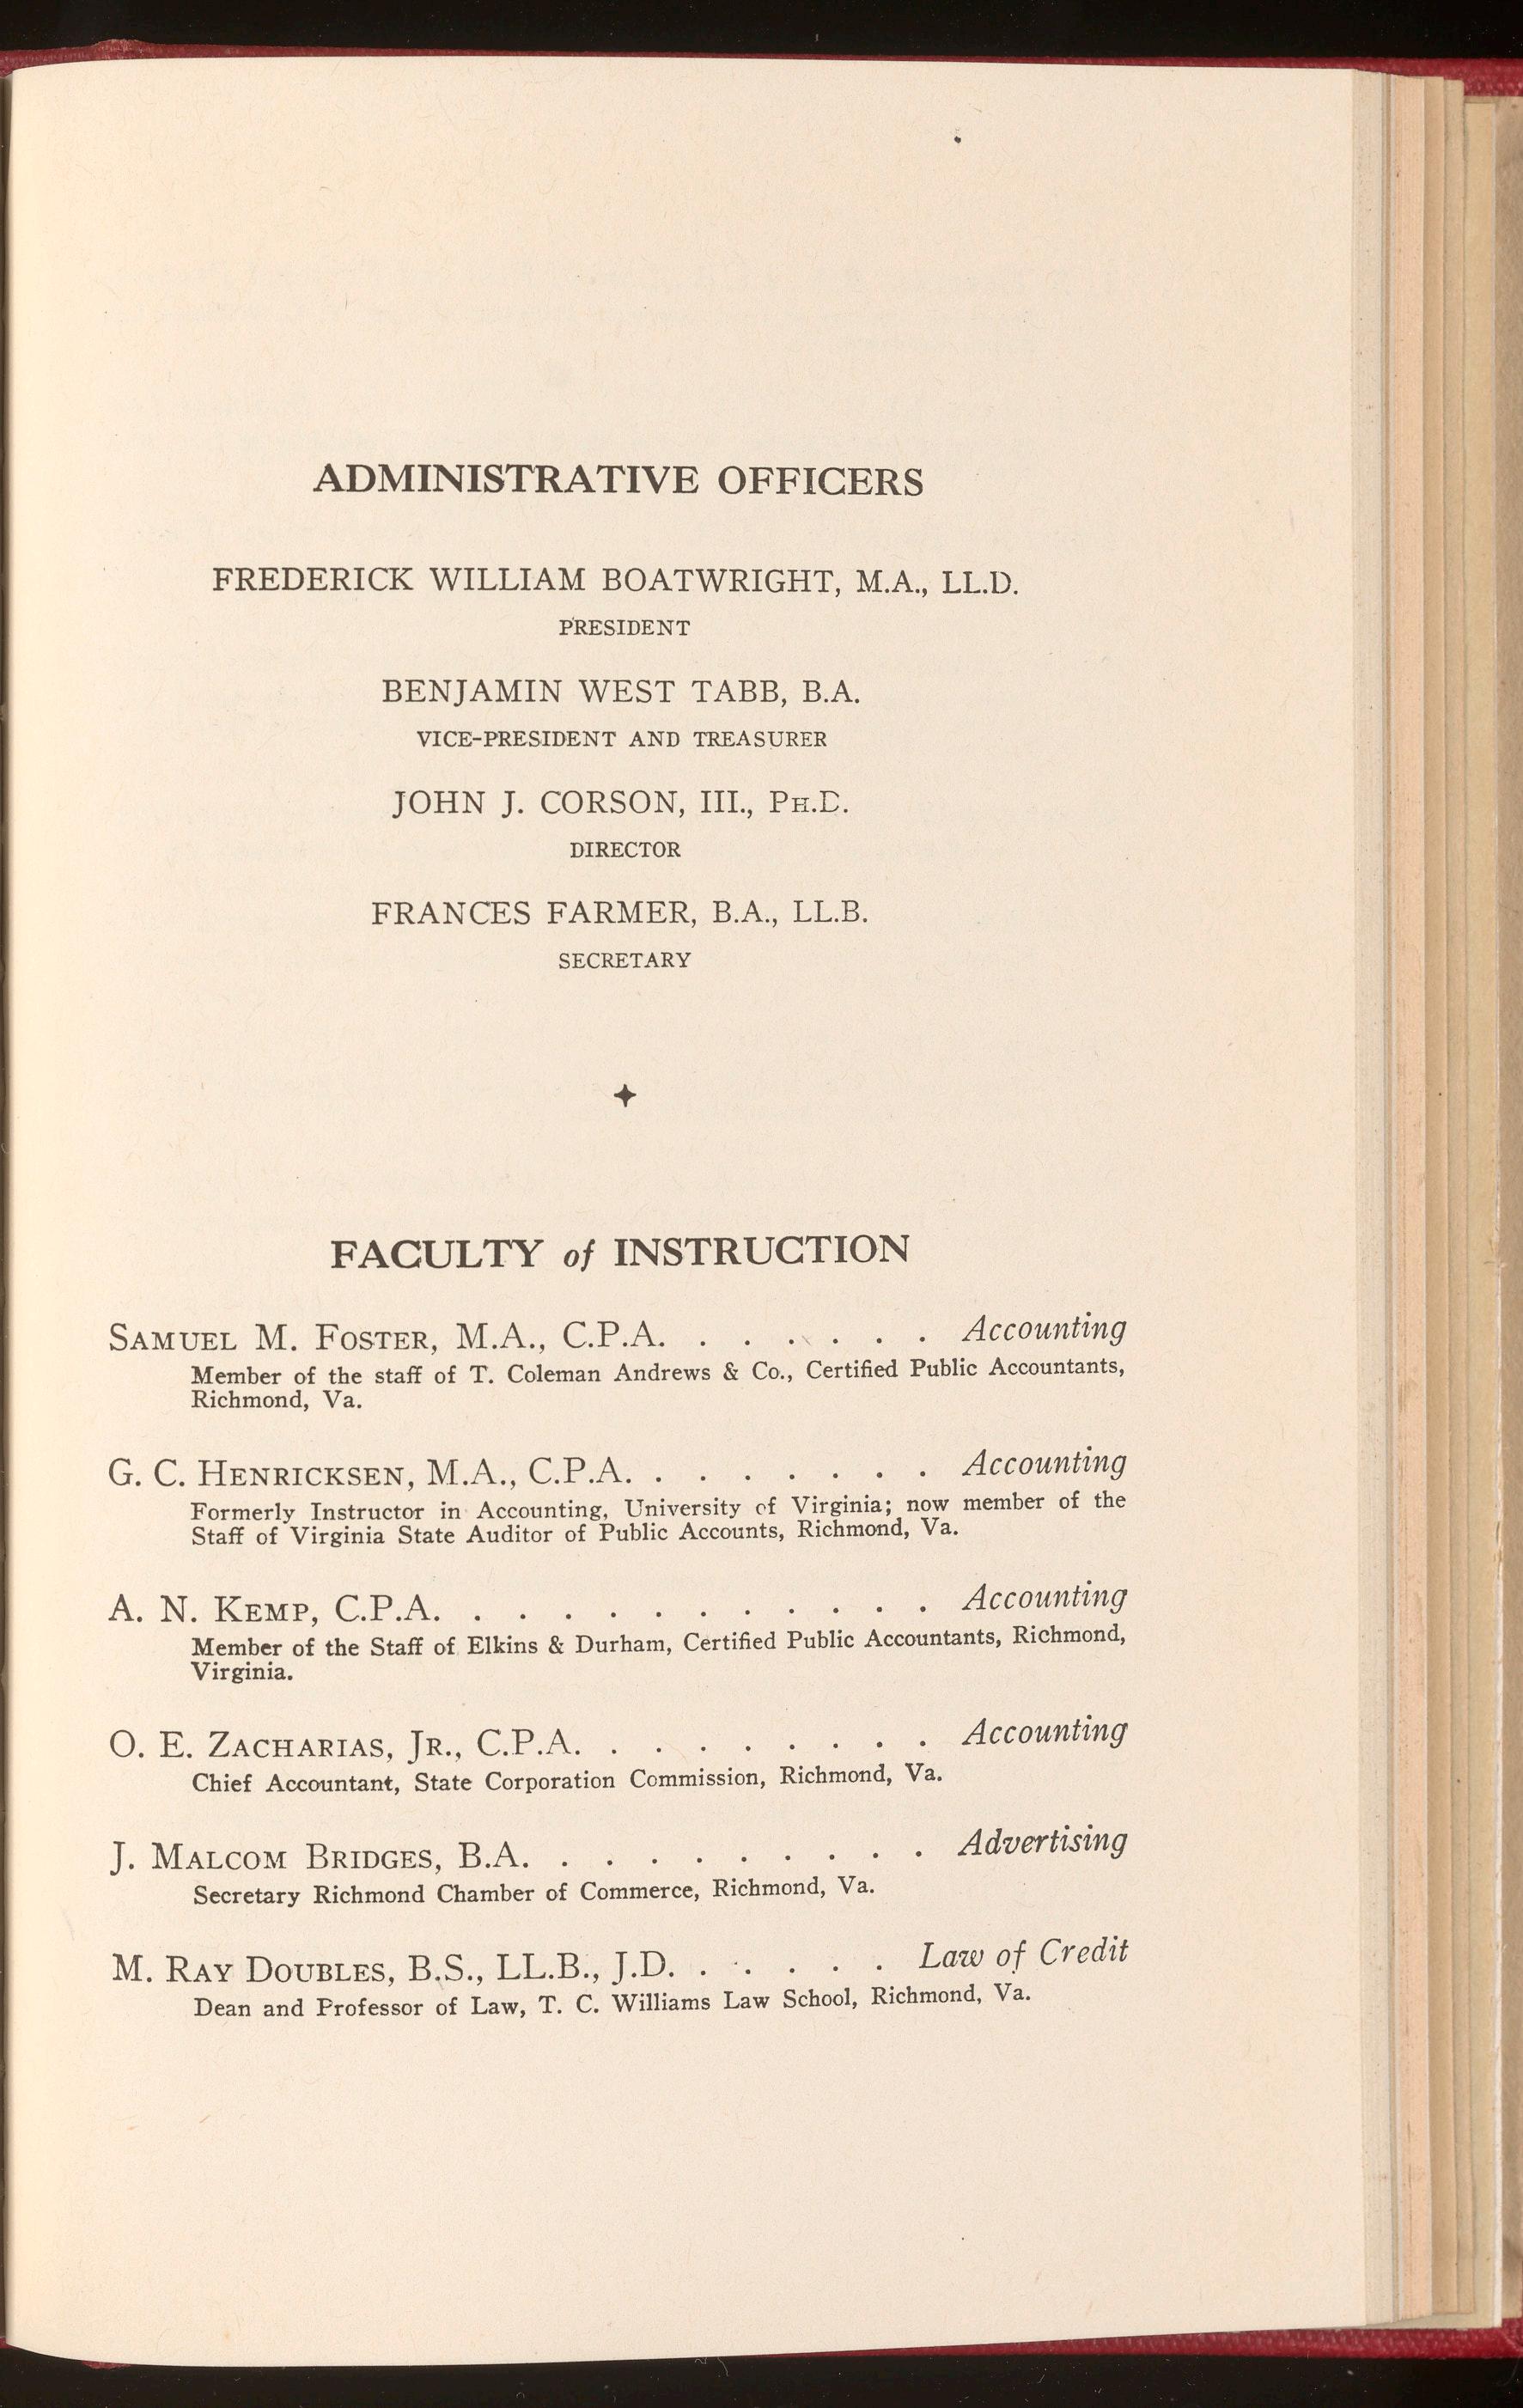 ADMINISTRATIVE OFFICERS
FREDERICK WILLIAM BOATWRIGHT, M.A., LL.D.
PRESIDENT
BENJAMIN WEST TABB, B.A.
VICE-PRESIDENT AND TREASURER
JOHN J. CORSON, III., PH.D.
DIRECTOR
FRANCES FARMER, B.A., LL.B.
SECRETARY
FACULTY of INSTRUCTION
SAMUEL M. FOSTER, M.A., C.P.A. . . . . . . Accounting
Member of the staff of T. Coleman Andrews & Co., Certified Public Accountants,
Richmond, Va.
G. C. HENRICKSEN, M.A., C.P.A. . . . . . . . Accounting
Formerly Instructor in Accounting, University of Virginia; now member of the
Staff of Virginia State Auditor of Public Accounts, Richmond, Va.
A. N. KEMP, C.P.A. . . . . . . . . . . . Accounting
Member of the Staff of Elkins & Durham, Certified Public Accountants, Richmond,
Virginia.
O. E. ZACHARIAS, JR., C.P.A. . . . . . . . . Accounting
Chief Accountant, State Corporation Commission, Richmond, Va.
J. MALCOM BRIDGES, B.A. . . . . . . . . . Advertising
Secretary Richmond Chamber of Commerce, Richmond, Va.
M. RAY DOUBLES, B.S., LL.B., J.D. . . . . . Law of Credit
Dean and Professor of Law, T. C. Williams Law School, Richmond, Va.